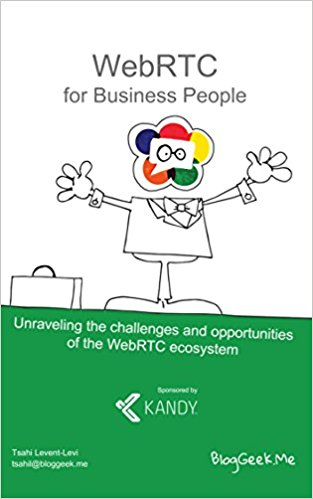 WebRTC
for Business People
Unraveling the challenges and opportunities
of the WebRTC ecosystem
Sponsored by
KANDY
Tsahi Levent-Levi
tsahil@bloggeek.me
BlogGeek.Me